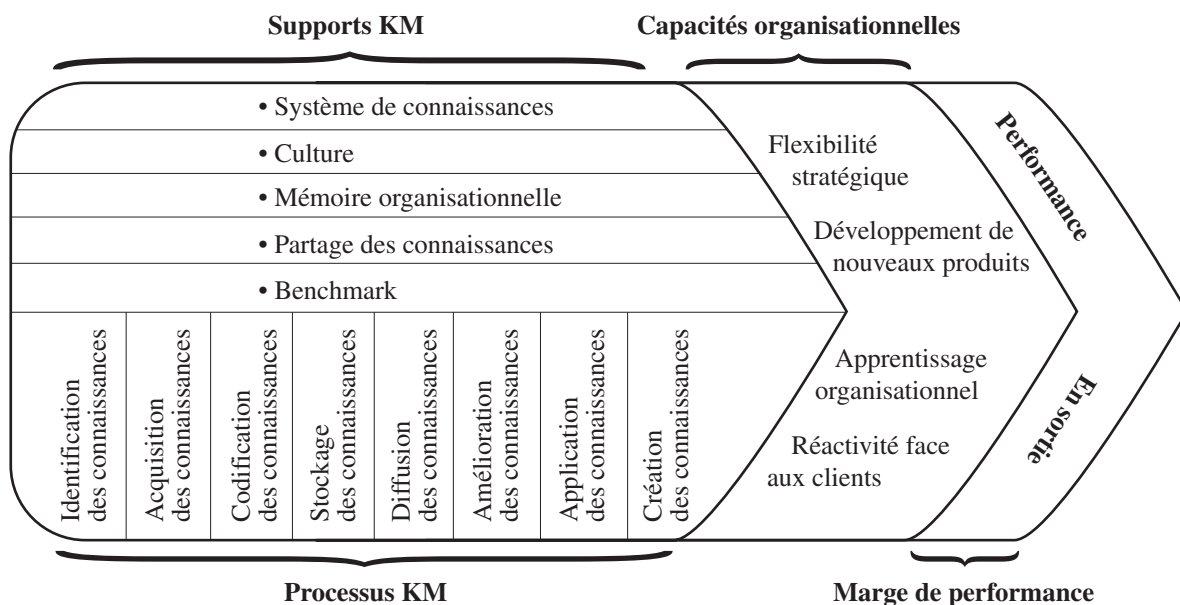 Supports KM
Capacités organisationnelles
• Système de connaissances
• Culture
• Mémoire organisationnelle
• Partage des connaissances
• Benchmark
Identification
des connaissances
Acquisition
des connaissances
Codification
des connaissances
Stockage
des connaissances
Diffusion
des connaissances
Amélioration
des connaissances
Application
des connaissances
Création
des connaissances
Flexibilité
stratégique
Développement de
nouveaux produits
Apprentissage
organisationnel
Réactivité face
aux clients
Performance
En sortie
Processus KM
Marge de performance